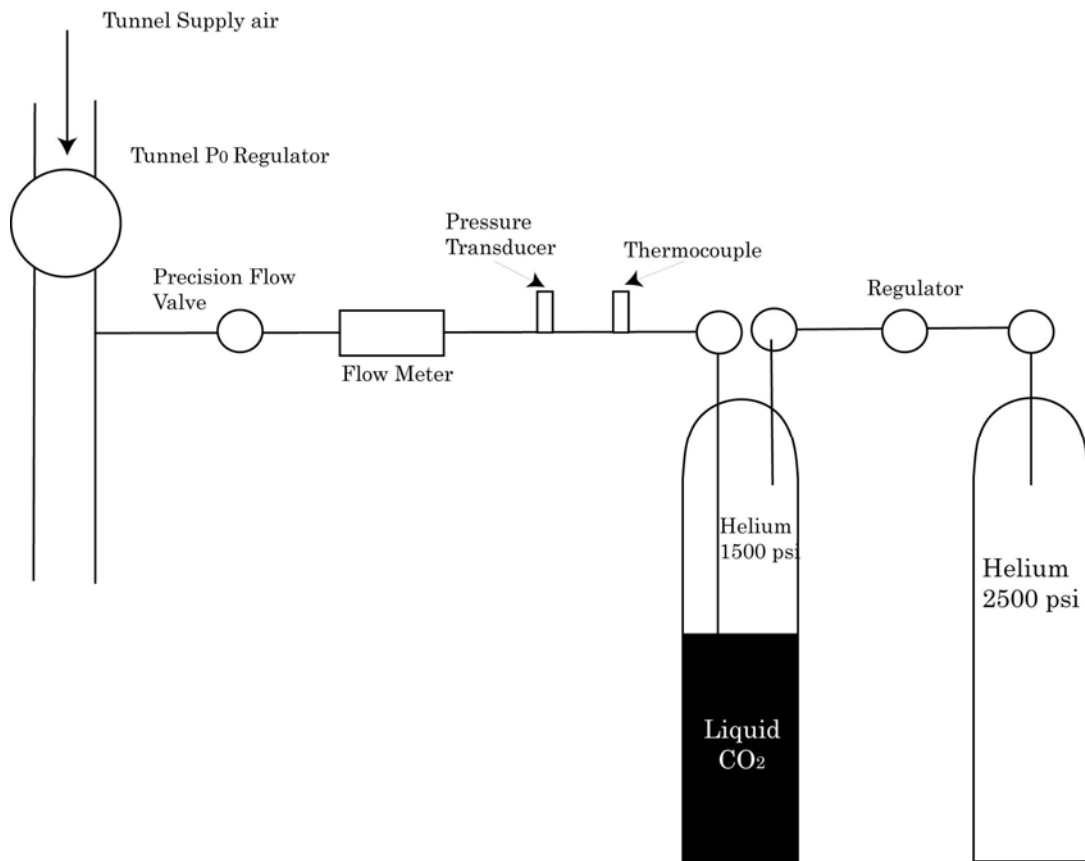 Tunnel Supply air
Tunnel P0 Regulator
Pressure
Transducer
Thermocouple
Precision Flow
Valve
Regulator
Flow Meter
Helium
1500 psi
Helium
2500 psi
Liquid
CO2